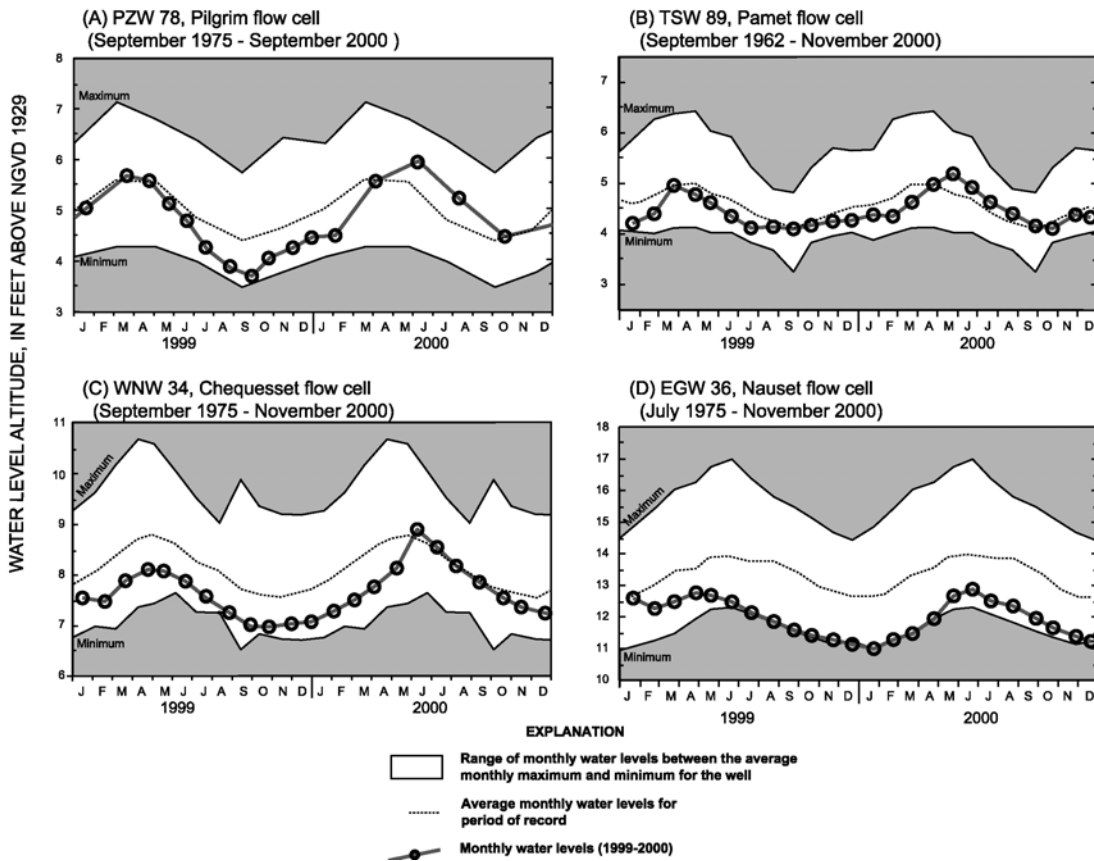 (A) PZW 78, Pilgrim flow cell
(September 1975 - September 2000 )
(B) TSW 89, Pamet flow cell
(September 1962 - November 2000)
WATER LEVEL ALTITUDE, IN FEET ABOVE NGVD 1929
8
7
6
5
4
3
Maximum
Minimum
J F M A M J J A S O N D J F M A M J J A S O N D
1999 2000
7
6
5
4
3
Maximum
Minimum
J F M A M J J A S O N D J F M A M J J A S O N D
1999 2000
(C) WNW 34, Chequesset flow cell
(September 1975 - November 2000)
(D) EGW 36, Nauset flow cell
(July 1975 - November 2000)
11
10
9
8
7
6
Maximum
Minimum
J F M A M J J A S O N D J F M A M J J A S O N D
1999 2000
18
17
16
15
14
13
12
11
10
Maximum
Minimum
J F M A M J J A S O N D J F M A M J J A S O N D
1999 2000
EXPLANATION
Range of monthly water levels between the average
monthly maximum and minimum for the well
Average monthly water levels for
period of record
Monthly water levels (1999-2000)